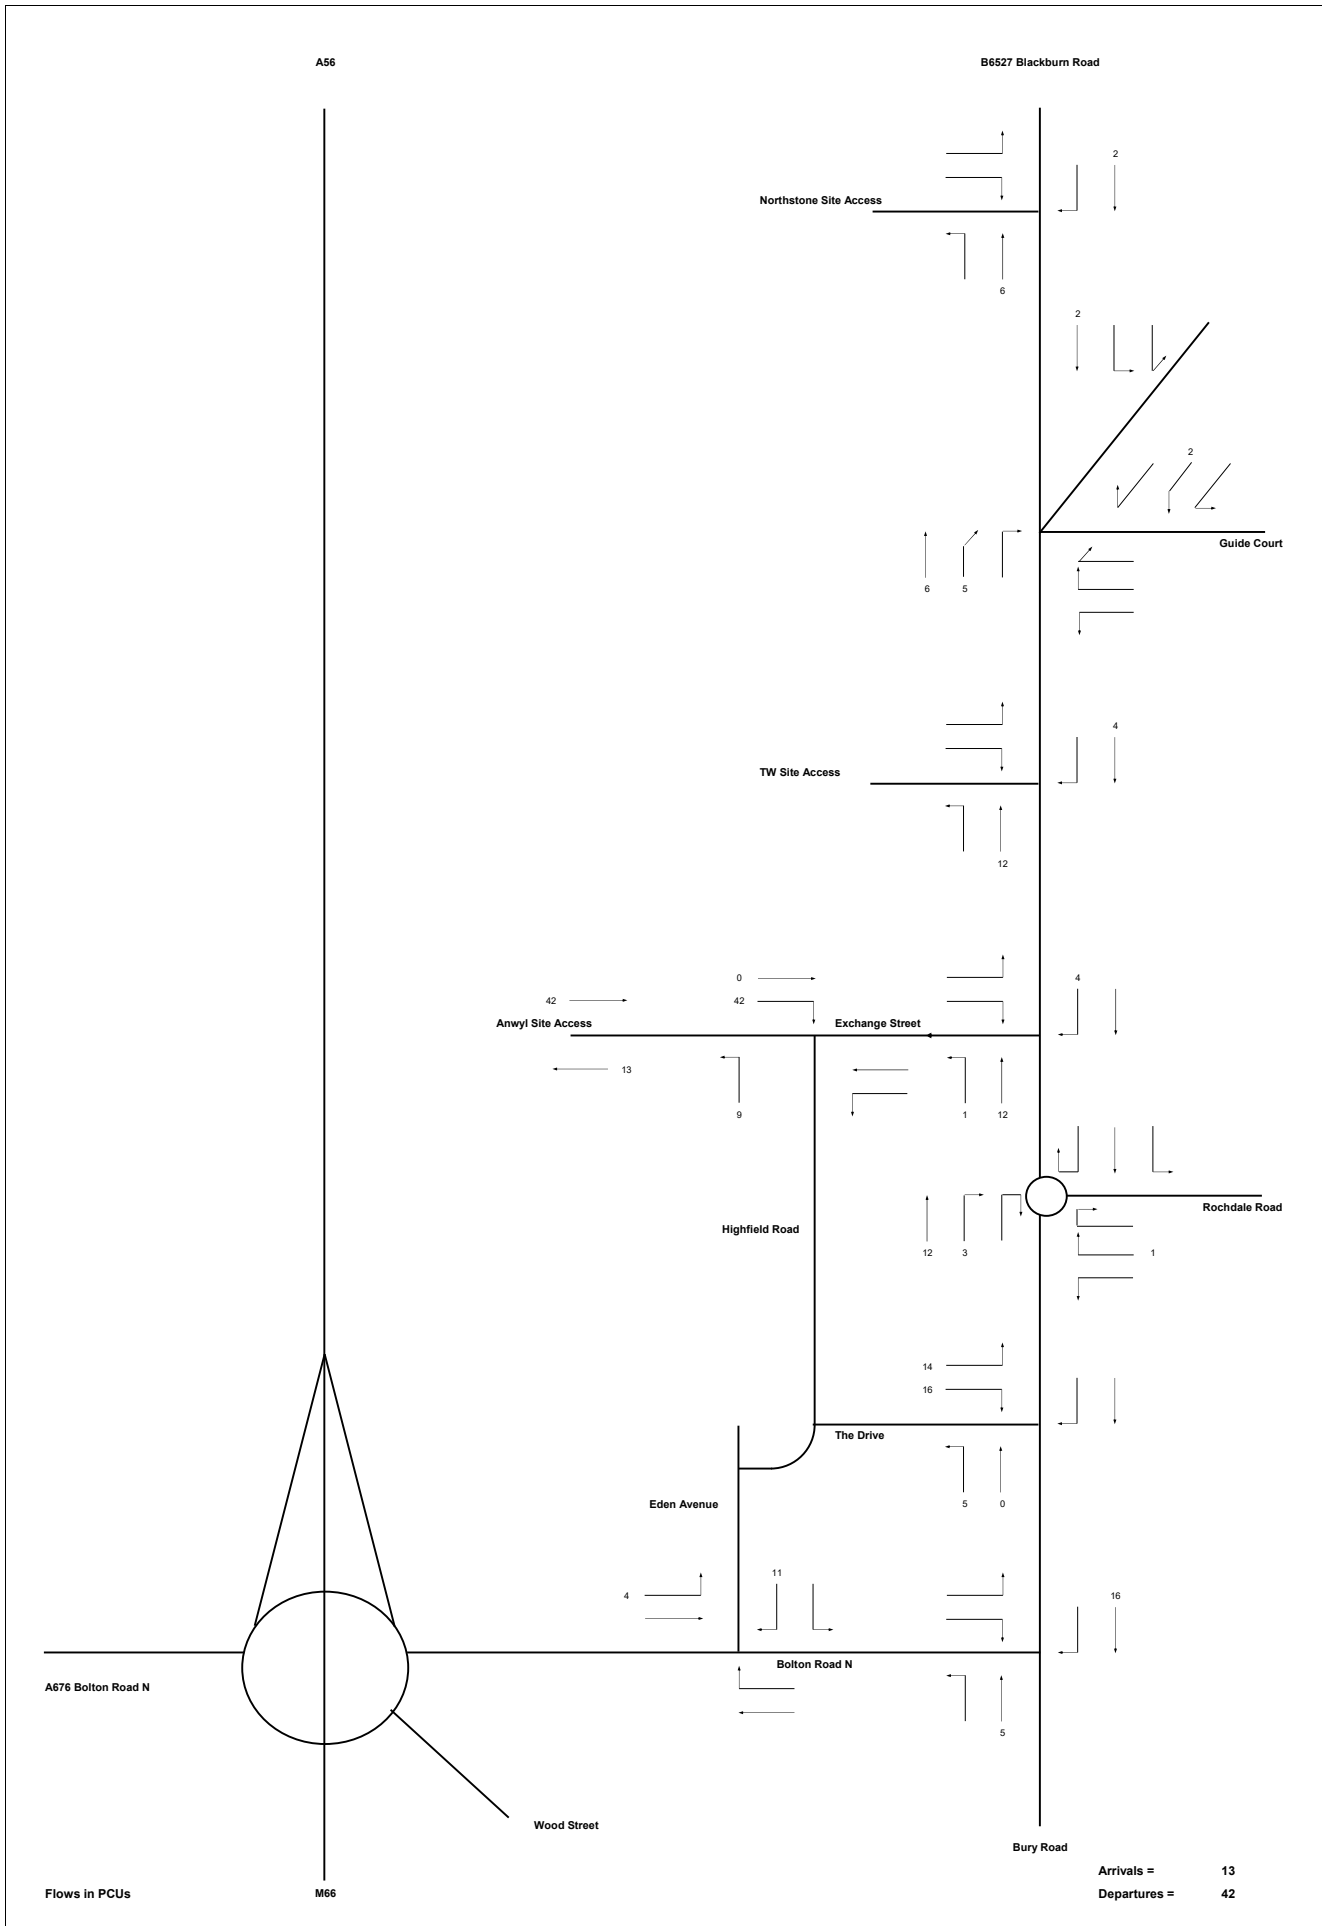 A56 B6527 Blackburn Road
2
Northstone Site Access
6
2
2
Guide Court
6 5
4
TW Site Access
12
0 4
42 42
Anwyl Site Access Exchange Street
13
9 1 12
Rochdale Road
Highfield Road
12 3 1
14
16
The Drive
5 0
Eden Avenue
11
4 16
Bolton Road N
A676 Bolton Road N
5
Wood Street
Bury Road
Arrivals = 13
Flows in PCUs M66 Departures = 42